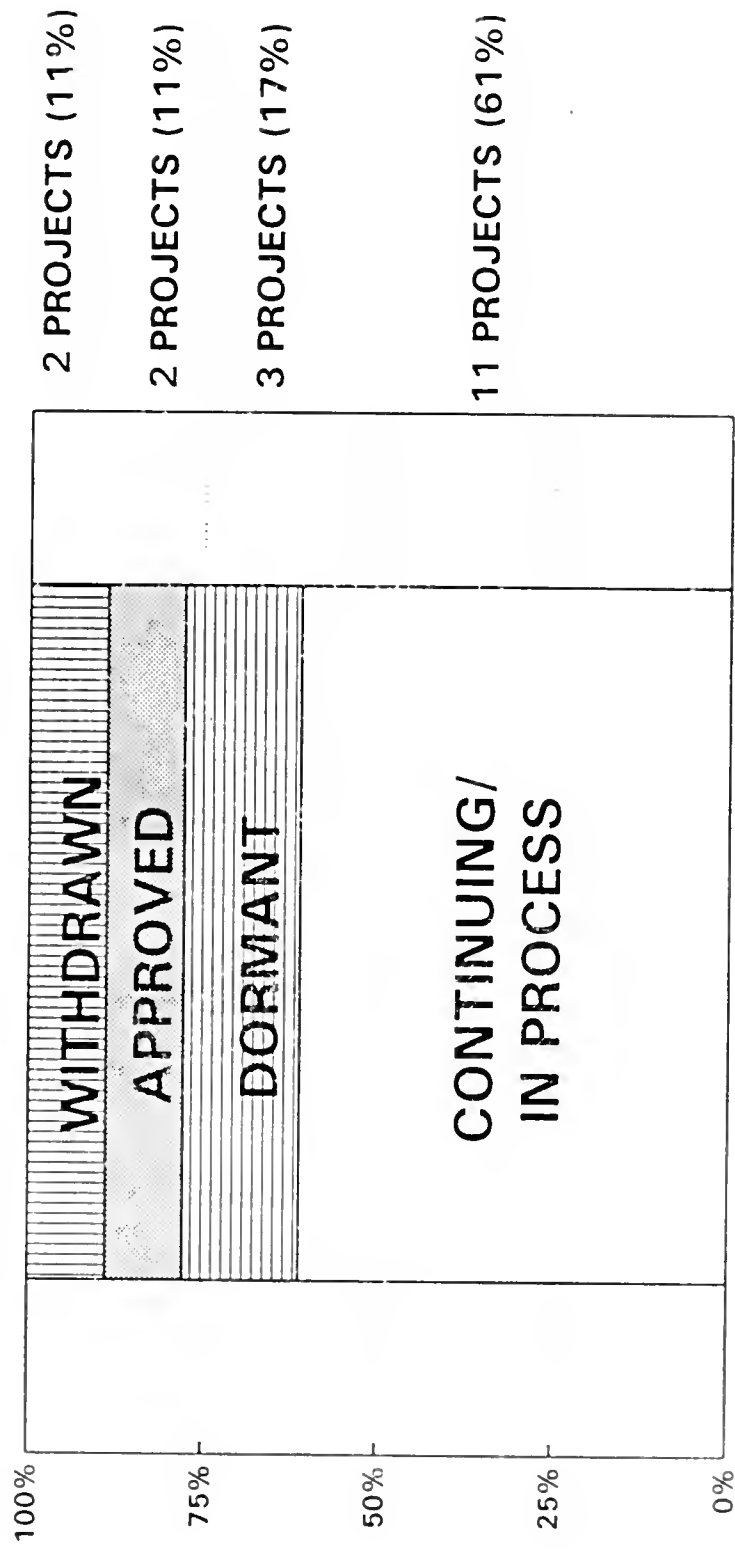 100%
75%
50%
25%
0%
WITHDRAWN
APPROVED
DORMANT
CONTINUING/
IN PROCESS
2 PROJECTS (11%)
2 PROJECTS (11%)
3 PROJECTS (17%)
11 PROJECTS (61%)